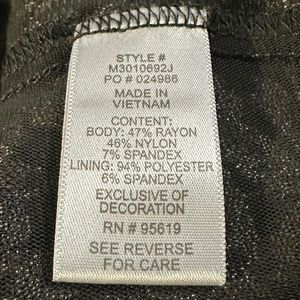 STYLE #
M3010692J
PO # 024986
MADE IN
VIETNAM
CONTENT:
BODY: 47% RAYON
46% NYLON
7% SPANDEX
LINING: 94% POLYESTER
6% SPANDEX
EXCLUSIVE OF
DECORATION
RN # 95619
SEE REVERSE
FOR CARE